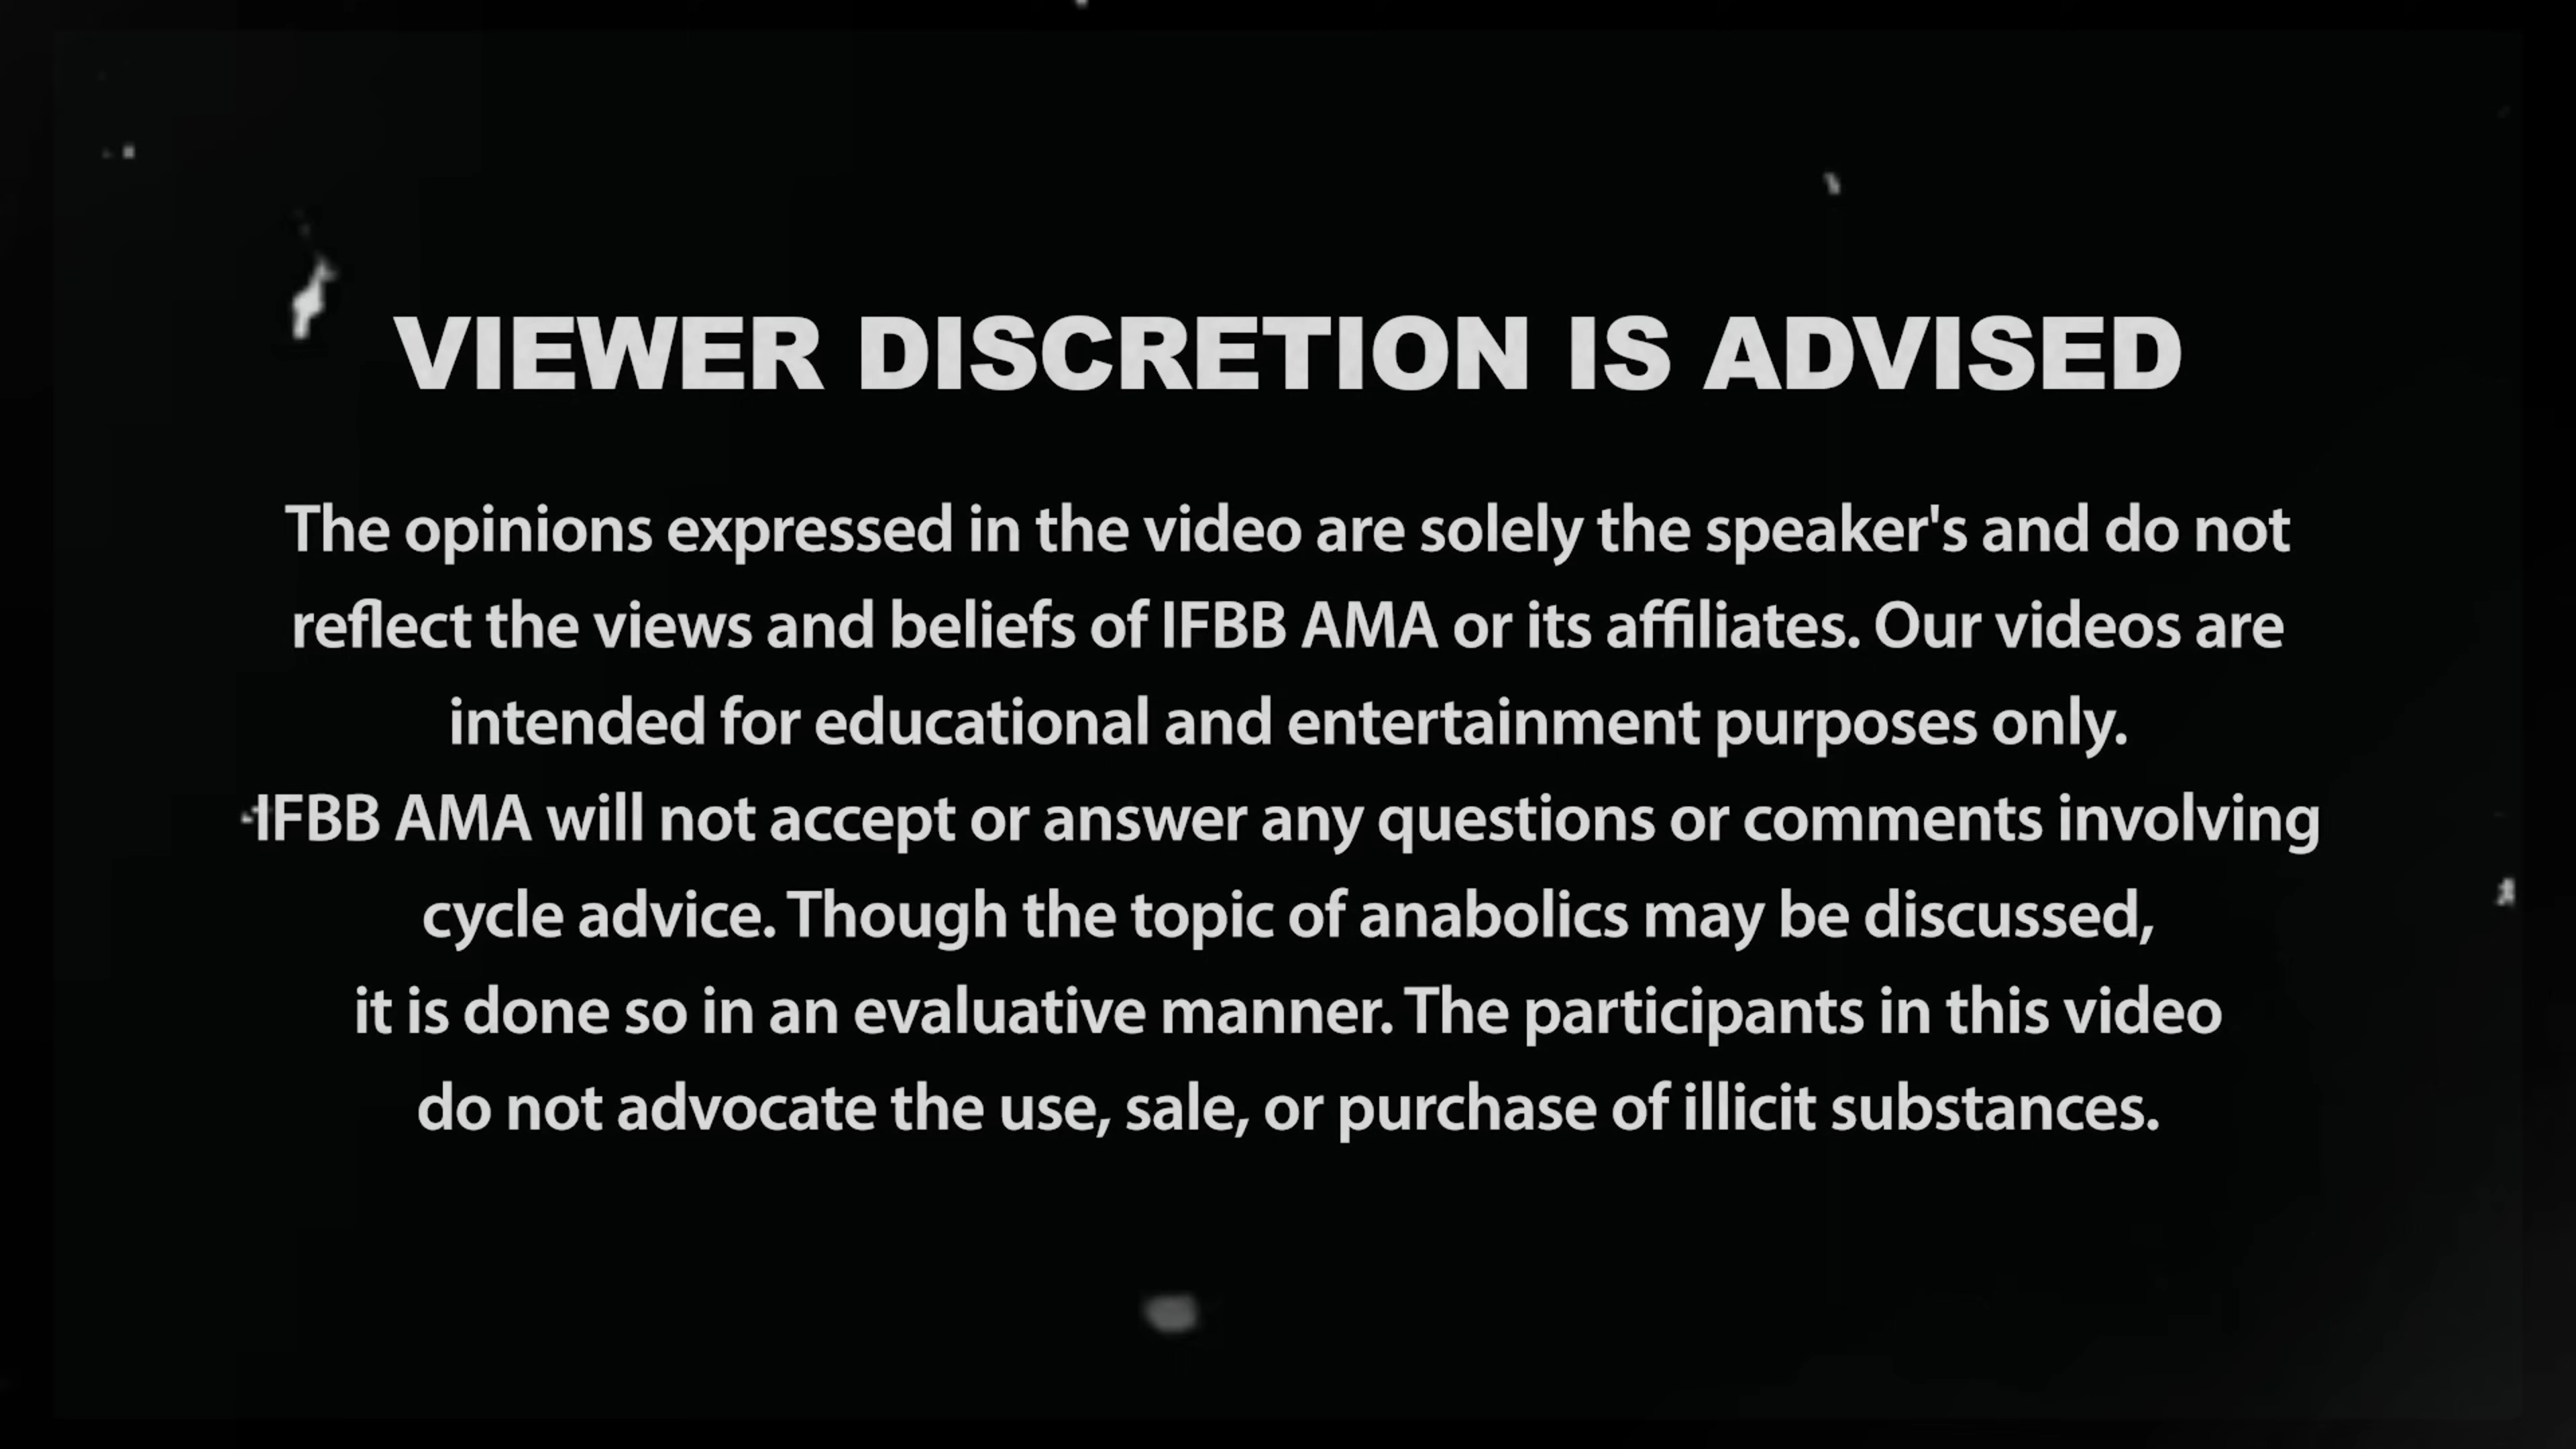 VIEWER DISCRETION IS ADVISED
The opinions expressed in the video are solely the speaker's and do not
reflect the views and beliefs of IFBB AMA or its affiliates. Our videos are
intended for educational and entertainment purposes only.
IFBB AMA will not accept or answer any questions or comments involving
cycle advice. Though the topic of anabolics may be discussed,
it is done so in an evaluative manner. The participants in this video
do not advocate the use, sale, or purchase of illicit substances.